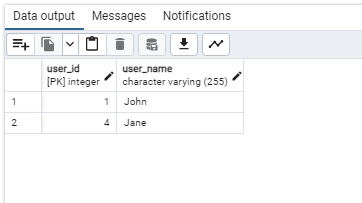 Data output Messages Notifications
user_id user_name
[PK] integer character varying (255)
1 1 John
2 4 Jane